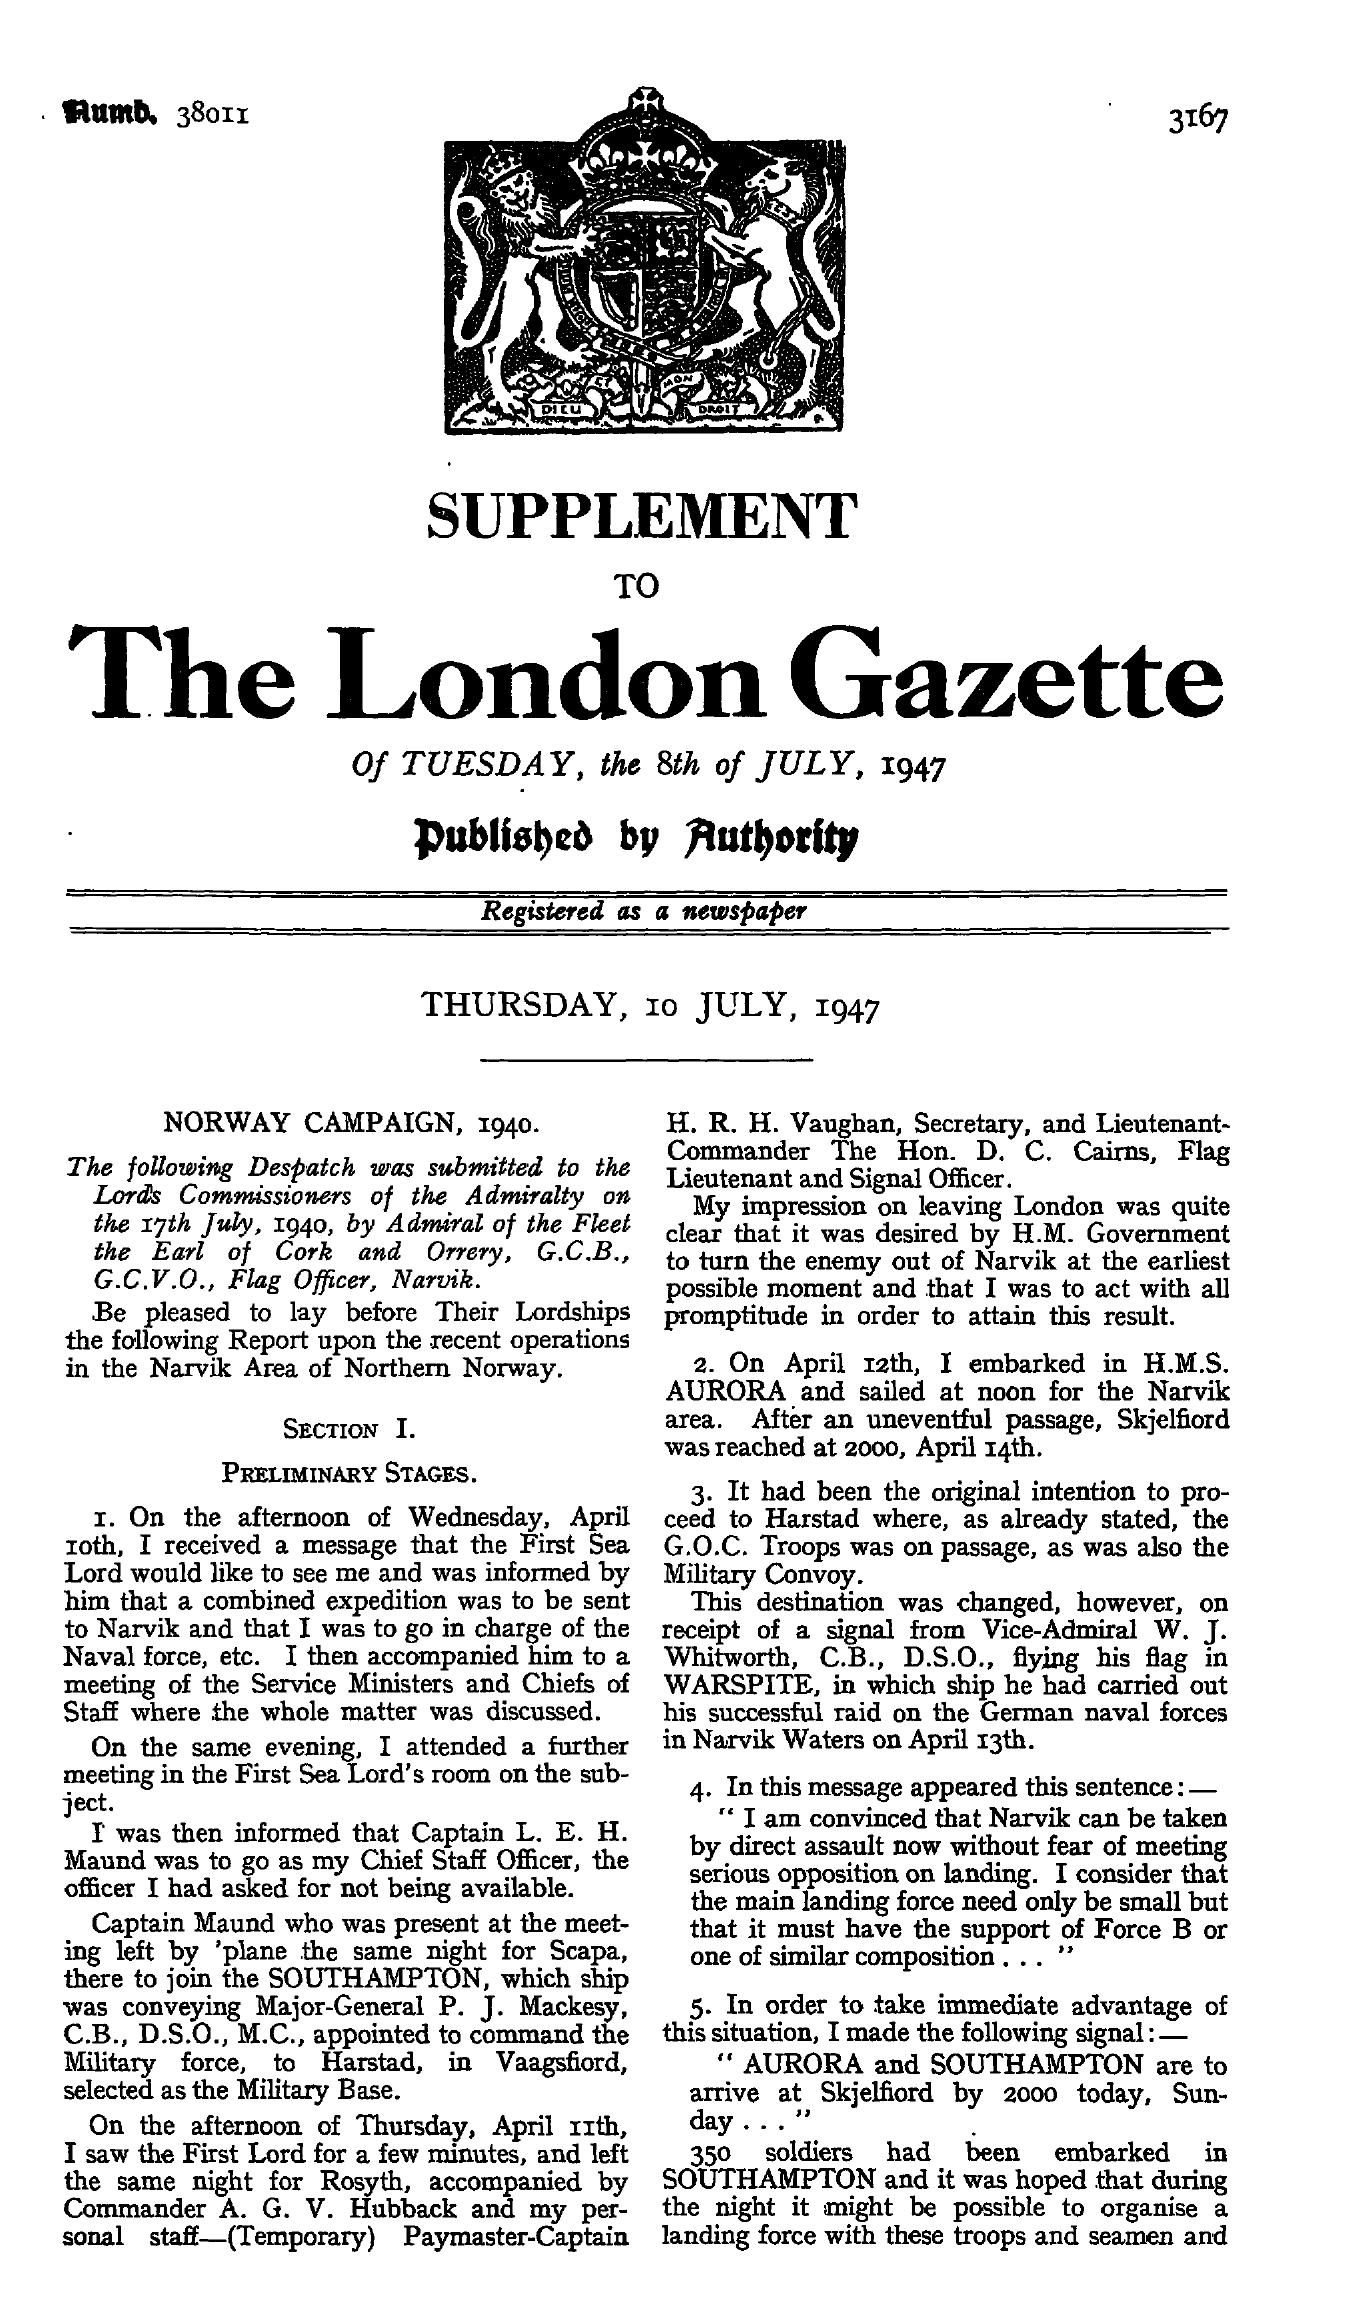 Numb. 38011
3167
DIEU ET MON DROIT
SUPPLEMENT
TO
The London Gazette
Of TUESDAY, the 8th of JULY, 1947
Published by Authority
Registered as a newspaper
THURSDAY, 10 JULY, 1947
NORWAY CAMPAIGN, 1940.
The following Despatch was submitted to the
Lords Commissioners of the Admiralty on
the 17th July, 1940, by Admiral of the Fleet
the Earl of Cork and Orrery, G.C.B.,
G.C.V.O., Flag Officer, Narvik.
Be pleased to lay before Their Lordships
the following Report upon the recent operations
in the Narvik Area of Northern Norway.
SECTION I.
PRELIMINARY STAGES.
1. On the afternoon of Wednesday, April
10th, I received a message that the First Sea
Lord would like to see me and was informed by
him that a combined expedition was to be sent
to Narvik and that I was to go in charge of the
Naval force, etc. I then accompanied him to a
meeting of the Service Ministers and Chiefs of
Staff where the whole matter was discussed.
On the same evening, I attended a further
meeting in the First Sea Lord's room on the sub-
ject.
I was then informed that Captain L. E. H.
Maund was to go as my Chief Staff Officer, the
officer I had asked for not being available.
Captain Maund who was present at the meet-
ing left by 'plane the same night for Scapa,
there to join the SOUTHAMPTON, which ship
was conveying Major-General P. J. Mackesy,
C.B., D.S.O., M.C., appointed to command the
Military force, to Harstad, in Vaagsfiord,
selected as the Military Base.
On the afternoon of Thursday, April 11th,
I saw the First Lord for a few minutes, and left
the same night for Rosyth, accompanied by
Commander A. G. V. Hubback and my per-
sonal staff—(Temporary) Paymaster-Captain
H. R. H. Vaughan, Secretary, and Lieutenant-
Commander The Hon. D. C. Cairns, Flag
Lieutenant and Signal Officer.
My impression on leaving London was quite
clear that it was desired by H.M. Government
to turn the enemy out of Narvik at the earliest
possible moment and that I was to act with all
promptitude in order to attain this result.
2. On April 12th, I embarked in H.M.S.
AURORA and sailed at noon for the Narvik
area. After an uneventful passage, Skjelfiord
was reached at 2000, April 14th.
3. It had been the original intention to pro-
ceed to Harstad where, as already stated, the
G.O.C. Troops was on passage, as was also the
Military Convoy.
This destination was changed, however, on
receipt of a signal from Vice-Admiral W. J.
Whitworth, C.B., D.S.O., flying his flag in
WARSPITE, in which ship he had carried out
his successful raid on the German naval forces
in Narvik Waters on April 13th.
4. In this message appeared this sentence:—
" I am convinced that Narvik can be taken
by direct assault now without fear of meeting
serious opposition on landing. I consider that
the main landing force need only be small but
that it must have the support of Force B or
one of similar composition . . . "
5. In order to take immediate advantage of
this situation, I made the following signal:—
" AURORA and SOUTHAMPTON are to
arrive at Skjelfiord by 2000 today, Sun-
day . . . "
350 soldiers had been embarked in
SOUTHAMPTON and it was hoped that during
the night it might be possible to organise a
landing force with these troops and seamen and